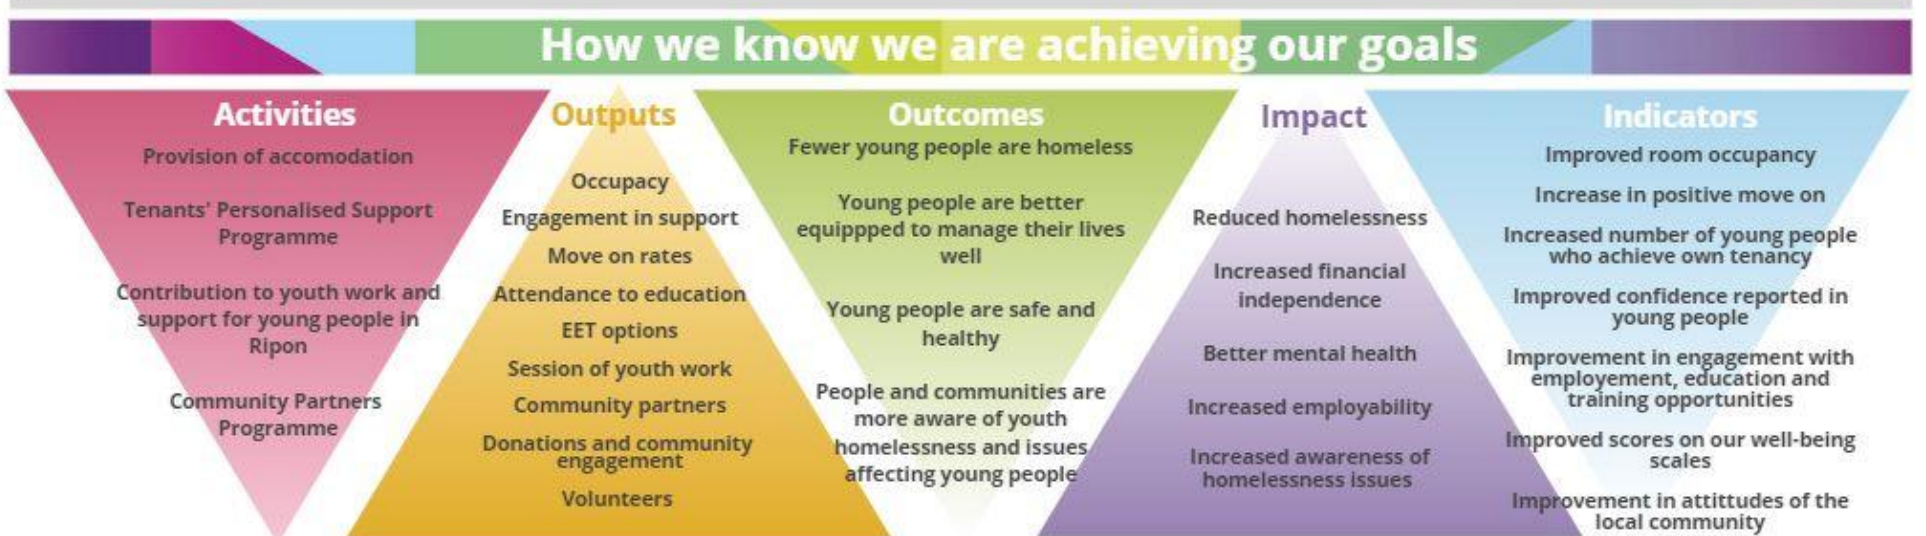 How we know we are achieving our goals
Activities
Provision of accomodation
Tenants' Personalised Support
Programme
Contribution to youth work and
support for young people in
Ripon
Community Partners
Programme
Outputs
Occupacy
Engagement in support
Move on rates
Attendance to education
EET options
Session of youth work
Community partners
Donations and community
engagement
Volunteers
Outcomes
Fewer young people are homeless
Young people are better
equippped to manage their lives
well
Young people are safe and
healthy
People and communities are
more aware of youth
homelessness and issues
affecting young people
Impact
Reduced homelessness
Increased financial
independence
Better mental health
Increased employability
Increased awareness of
homelessness issues
Indicators
Improved room occupancy
Increase in positive move on
Increased number of young people
who achieve own tenancy
Improved confidence reported in
young people
Improvement in engagement with
employement, education and
training opportunities
Improved scores on our well-being
scales
Improvement in attittudes of the
local community